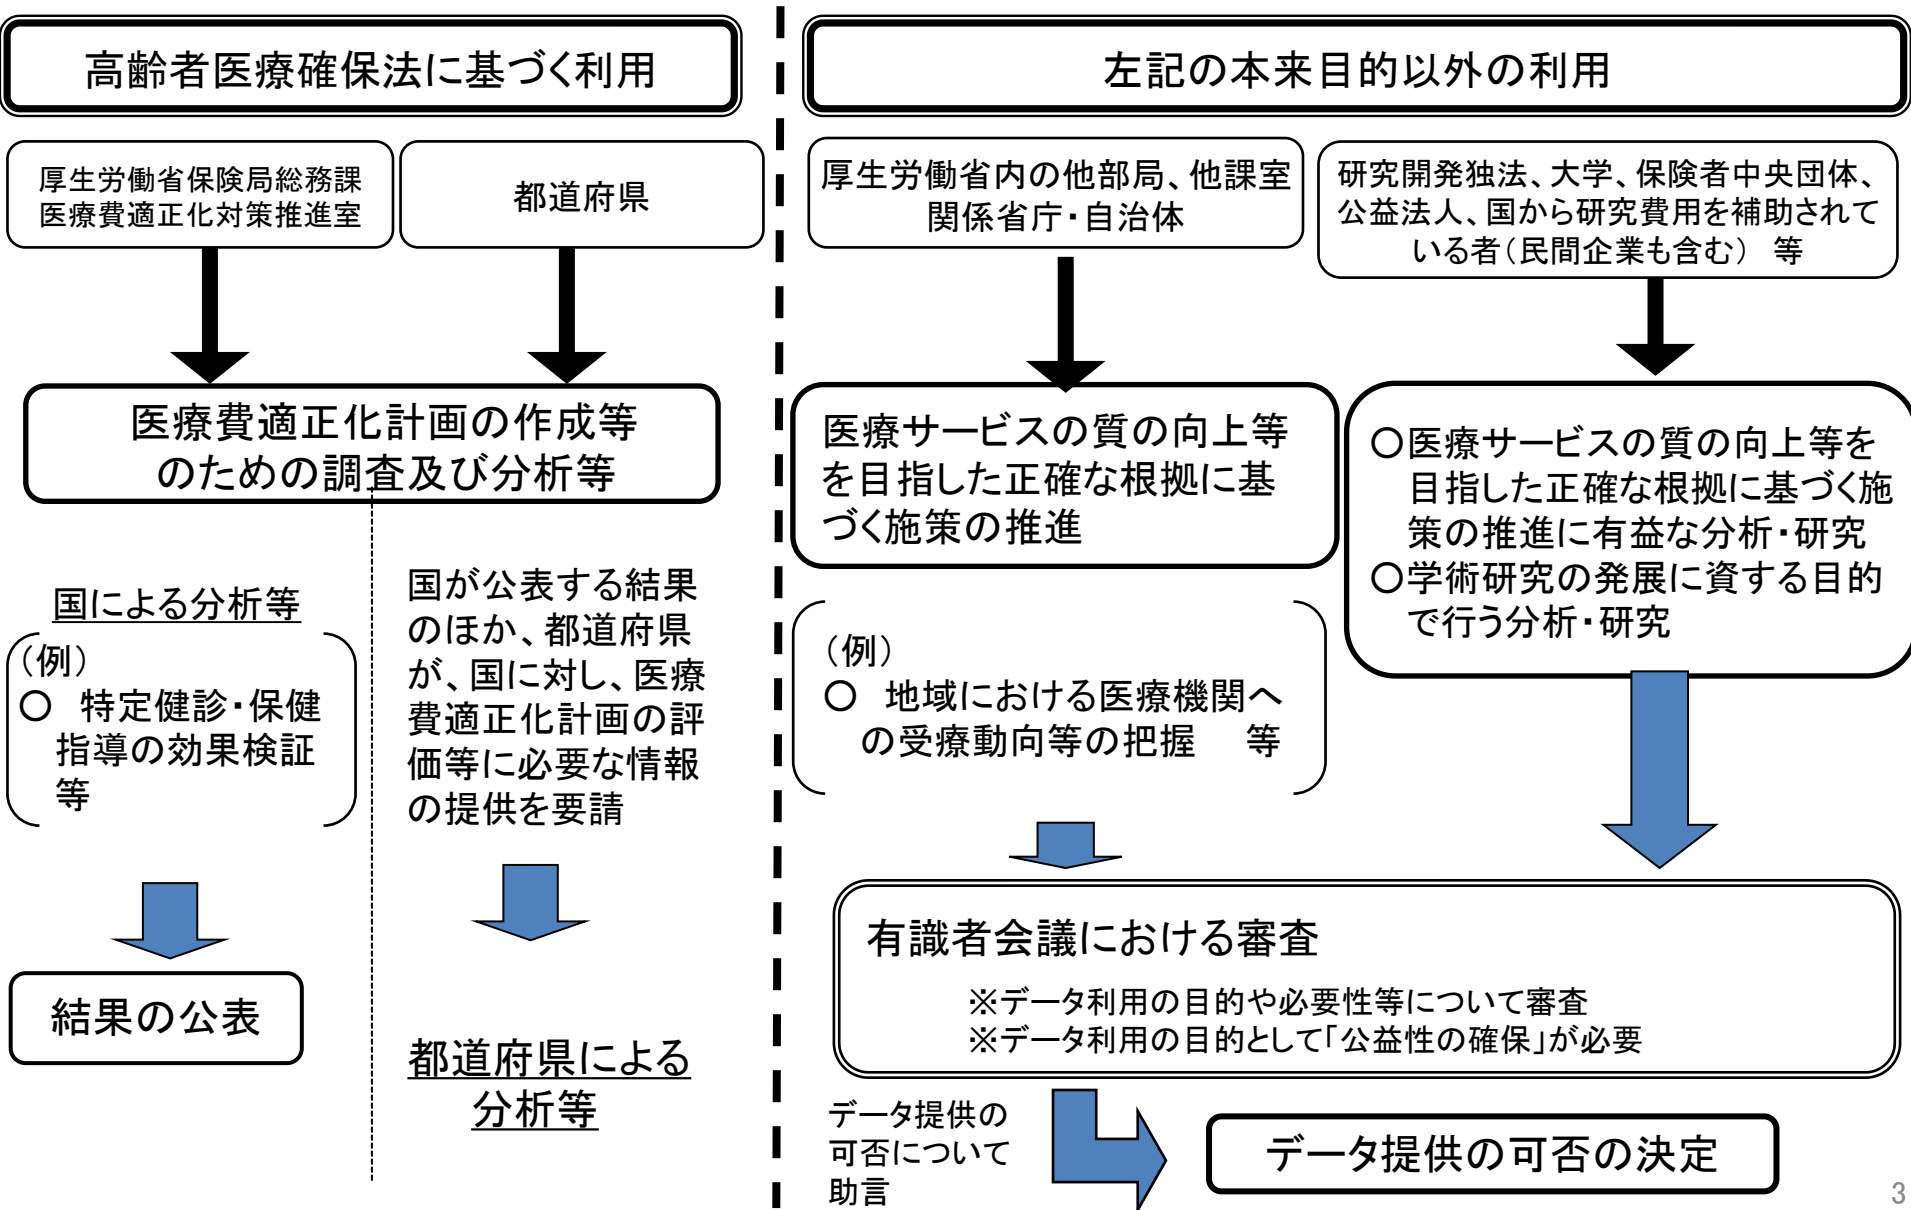 高齢者医療確保法に基づく利用
厚生労働省保険局総務課
医療費適正化対策推進室
都道府県
医療費適正化計画の作成等
のための調査及び分析等
国による分析等
(例)
○ 特定健診・保健
指導の効果検証
等
結果の公表
国が公表する結果
のほか、都道府県
が、国に対し、医療
費適正化計画の評
価等に必要な情報
の提供を要請
都道府県による
分析等
左記の本来目的以外の利用
厚生労働省内の他部局、他課室
関係省庁・自治体
研究開発独法、大学、保険者中央団体、
公益法人、国から研究費用を補助されて
いる者(民間企業も含む) 等
医療サービスの質の向上等
を目指した正確な根拠に基
づく施策の推進
(例)
○ 地域における医療機関へ
の受療動向等の把握 等
○医療サービスの質の向上等を
目指した正確な根拠に基づく施
策の推進に有益な分析・研究
○学術研究の発展に資する目的
で行う分析・研究
有識者会議における審査
※データ利用の目的や必要性等について審査
※データ利用の目的として「公益性の確保」が必要
データ提供の
可否について
助言
データ提供の可否の決定
3